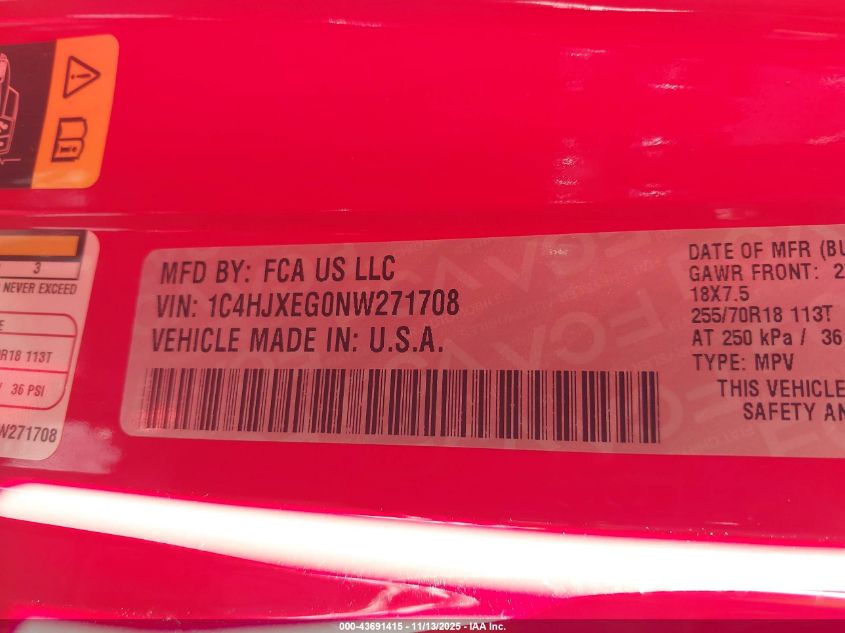 3
NEVER EXCEED
R18 113T
/ 36 PSI
W271708
MFD BY: FCA US LLC
VIN: 1C4HJXEG0NW271708
VEHICLE MADE IN: U.S.A.
DATE OF MFR (BU
GAWR FRONT: 2
18X7.5
255/70R18 113T
AT 250 kPa / 36
TYPE: MPV
THIS VEHICLE
SAFETY AN
000-43691415 - 11/13/2025 - IAA Inc.